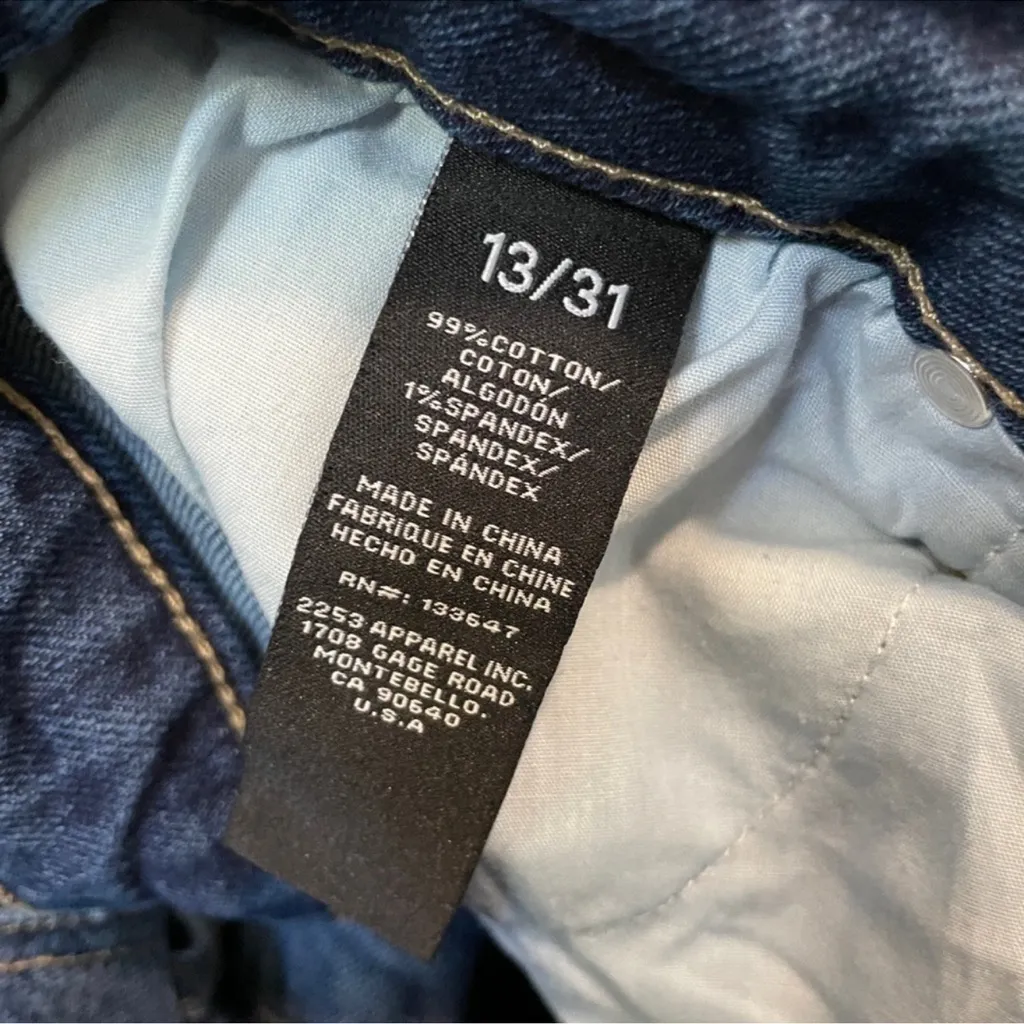 13/31
99%COTTON/
COTON/
ALGODÓN
1%SPANDEX/
SPANDEX/
SPÁNDEX
MADE IN CHINA
FABRIQUE EN CHINE
HECHO EN CHINA
RN#: 133647
2253 APPAREL INC.
1708 GAGE ROAD
MONTEBELLO.
CA 90640
U.S.A